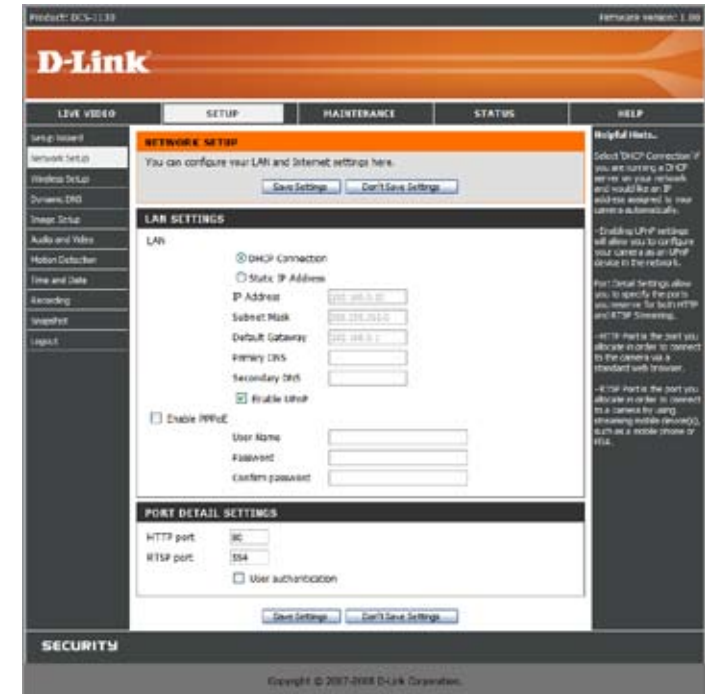 Product: DCS-1130
Firmware version: 1.00
D-Link
LIVE VIDEO
SETUP
MAINTENANCE
STATUS
HELP
Setup Wizard
Network Setup
Wireless Setup
Dynamic DNS
Image Setup
Audio and Video
Motion Detection
Time and Date
Recording
Snapshot
Logout
NETWORK SETUP
You can configure your LAN and Internet settings here.
Save Settings
Don't Save Settings
LAN SETTINGS
LAN
DHCP Connection
Static IP Address
IP Address
Subnet Mask
Default Gateway
Primary DNS
Secondary DNS
Enable UPnP
Enable PPPoE
User Name
Password
Confirm password
PORT DETAIL SETTINGS
HTTP port 80
RTSP port 554
User authentication
Save Settings
Don't Save Settings
Helpful Hints..
Select 'DHCP Connection' if
you are running a DHCP
server on your network
and would like an IP
address assigned to your
camera automatically.
-Enabling UPnP settings
will allow you to configure
your camera as an UPnP
device in the network.
Port Detail Settings allow
you to specify the ports
you reserve for both HTTP
and RTSP Streaming.
-HTTP Port is the port you
allocate in order to connect
to the camera via a
standard web browser.
-RTSP Port is the port you
allocate in order to connect
to a camera by using
streaming mobile device(s),
such as a mobile phone or
PDA.
SECURITY
Copyright © 2007-2008 D-Link Corporation.